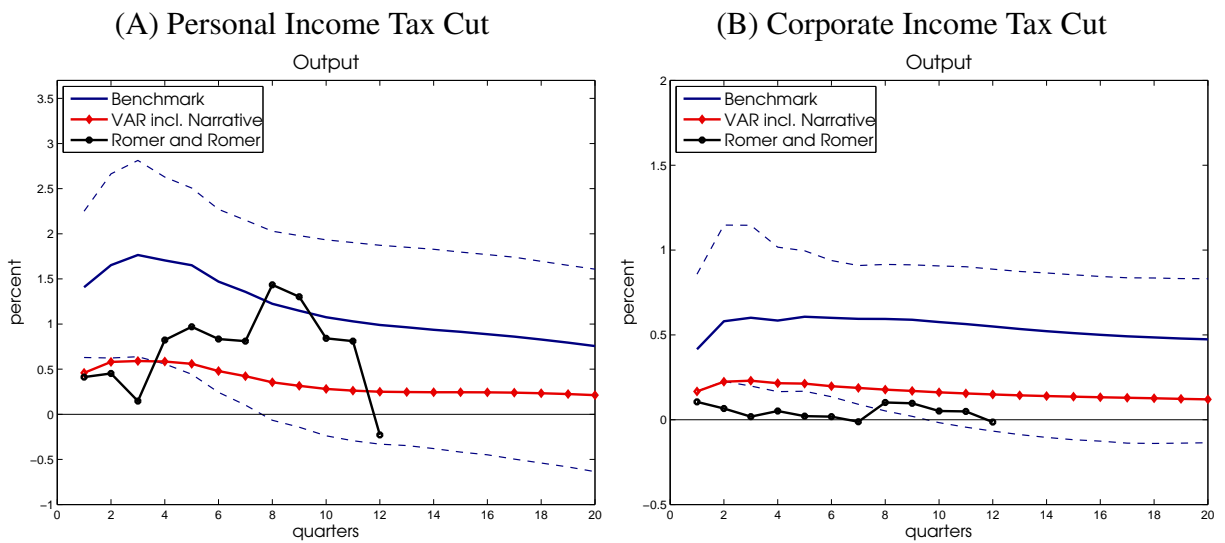 (A) Personal Income Tax Cut
Output
3.5
3
2.5
2
1.5
1
0.5
0
−0.5
−1
percent
Benchmark
VAR incl. Narrative
Romer and Romer
0 2 4 6 8 10 12 14 16 18 20
quarters
(B) Corporate Income Tax Cut
Output
2
1.5
1
0.5
0
−0.5
percent
Benchmark
VAR incl. Narrative
Romer and Romer
0 2 4 6 8 10 12 14 16 18 20
quarters